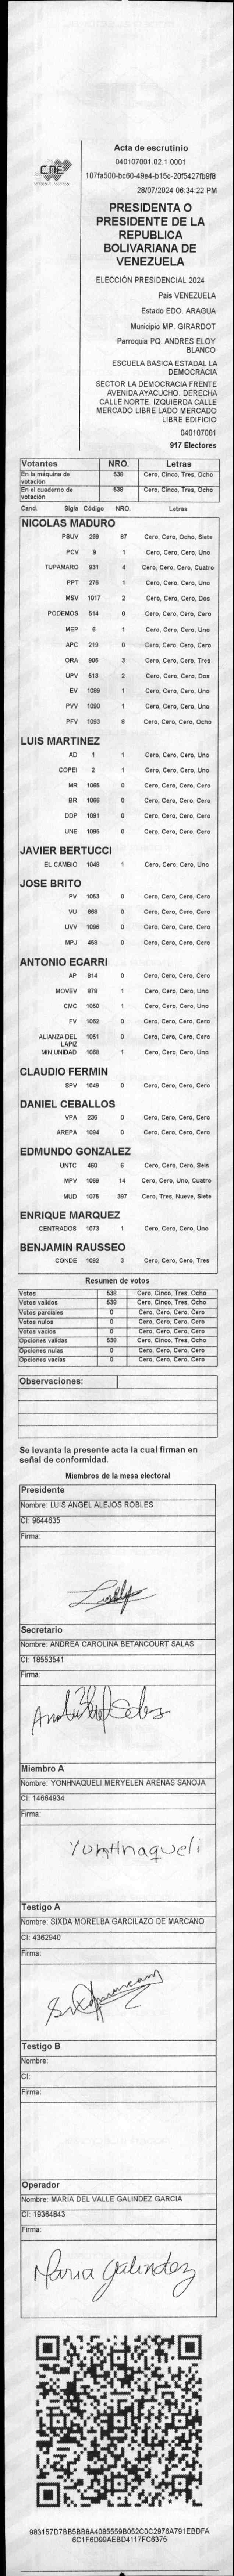 CNE
Acta de escrutinio
040107001.02.1.0001
107fa500-bc60-49e4-b15c-20f5427fb9f8
28/07/2024 06:34:22 PM
PRESIDENTA O
PRESIDENTE DE LA
REPUBLICA
BOLIVARIANA DE
VENEZUELA
ELECCIÓN PRESIDENCIAL 2024
País VENEZUELA
Estado EDO. ARAGUA
Municipio MP. GIRARDOT
Parroquia PQ. ANDRES ELOY
BLANCO
ESCUELA BASICA ESTADAL LA
DEMOCRACIA
SECTOR LA DEMOCRACIA FRENTE
AVENIDA AYACUCHO. DERECHA
CALLE NORTE. IZQUIERDA CALLE
MERCADO LIBRE LADO MERCADO
LIBRE EDIFICIO
040107001
917 Electores
Votantes NRO. Letras
En la máquina de votación 538 Cero, Cinco, Tres, Ocho
En el cuaderno de votación 538 Cero, Cinco, Tres, Ocho
Cand. Sigla Código NRO. Letras
NICOLAS MADURO
PSUV 269 87 Cero, Cero, Ocho, Siete
PCV 9 1 Cero, Cero, Cero, Uno
TUPAMARO 931 4 Cero, Cero, Cero, Cuatro
PPT 276 1 Cero, Cero, Cero, Uno
MSV 1017 2 Cero, Cero, Cero, Dos
PODEMOS 514 0 Cero, Cero, Cero, Cero
MEP 6 1 Cero, Cero, Cero, Uno
APC 219 0 Cero, Cero, Cero, Cero
ORA 906 3 Cero, Cero, Cero, Tres
UPV 513 2 Cero, Cero, Cero, Dos
EV 1089 1 Cero, Cero, Cero, Uno
PVV 1090 1 Cero, Cero, Cero, Uno
PFV 1093 8 Cero, Cero, Cero, Ocho
LUIS MARTINEZ
AD 1 1 Cero, Cero, Cero, Uno
COPEI 2 1 Cero, Cero, Cero, Uno
MR 1065 0 Cero, Cero, Cero, Cero
BR 1066 0 Cero, Cero, Cero, Cero
DDP 1091 0 Cero, Cero, Cero, Cero
UNE 1095 0 Cero, Cero, Cero, Cero
JAVIER BERTUCCI
EL CAMBIO 1048 1 Cero, Cero, Cero, Uno
JOSE BRITO
PV 1053 0 Cero, Cero, Cero, Cero
VU 868 0 Cero, Cero, Cero, Cero
UVV 1096 0 Cero, Cero, Cero, Cero
MPJ 458 0 Cero, Cero, Cero, Cero
ANTONIO ECARRI
AP 814 0 Cero, Cero, Cero, Cero
MOVEV 879 1 Cero, Cero, Cero, Uno
CMC 1050 1 Cero, Cero, Cero, Uno
FV 1062 0 Cero, Cero, Cero, Cero
ALIANZA DEL LAPIZ 1051 0 Cero, Cero, Cero, Cero
MIN UNIDAD 1068 1 Cero, Cero, Cero, Uno
CLAUDIO FERMIN
SPV 1049 0 Cero, Cero, Cero, Cero
DANIEL CEBALLOS
VPA 236 0 Cero, Cero, Cero, Cero
AREPA 1094 0 Cero, Cero, Cero, Cero
EDMUNDO GONZALEZ
UNTC 460 6 Cero, Cero, Cero, Seis
MPV 1069 14 Cero, Cero, Uno, Cuatro
MUD 1075 397 Cero, Tres, Nueve, Siete
ENRIQUE MARQUEZ
CENTRADOS 1073 1 Cero, Cero, Cero, Uno
BENJAMIN RAUSSEO
CONDE 1092 3 Cero, Cero, Cero, Tres
Resumen de votos
Votos 538 Cero, Cinco, Tres, Ocho
Votos validos 538 Cero, Cinco, Tres, Ocho
Votos parciales 0 Cero, Cero, Cero, Cero
Votos nulos 0 Cero, Cero, Cero, Cero
Votos vacíos 0 Cero, Cero, Cero, Cero
Opciones validas 538 Cero, Cinco, Tres, Ocho
Opciones nulas 0 Cero, Cero, Cero, Cero
Opciones vacías 0 Cero, Cero, Cero, Cero
Observaciones:
Se levanta la presente acta la cual firman en
señal de conformidad.
Miembros de la mesa electoral
Presidente
Nombre: LUIS ANGEL ALEJOS ROBLES
CI: 9644635
Firma:
Secretario
Nombre: ANDREA CAROLINA BETANCOURT SALAS
CI: 18553541
Firma:
Miembro A
Nombre: YONHNAQUELI MERYELEN ARENAS SANOJA
CI: 14664934
Firma:
Yonhnaqueli
Testigo A
Nombre: SIXDA MORELBA GARCILAZO DE MARCANO
CI: 4362940
Firma:
Testigo B
Nombre:
CI:
Firma:
Operador
Nombre: MARIA DEL VALLE GALINDEZ GARCIA
CI: 19364843
Firma:
Maria Galindez
983157D7BB5BB8A4085559B052C0C2976A791EBDFA
6C1F6D99AEBD4117FC6375